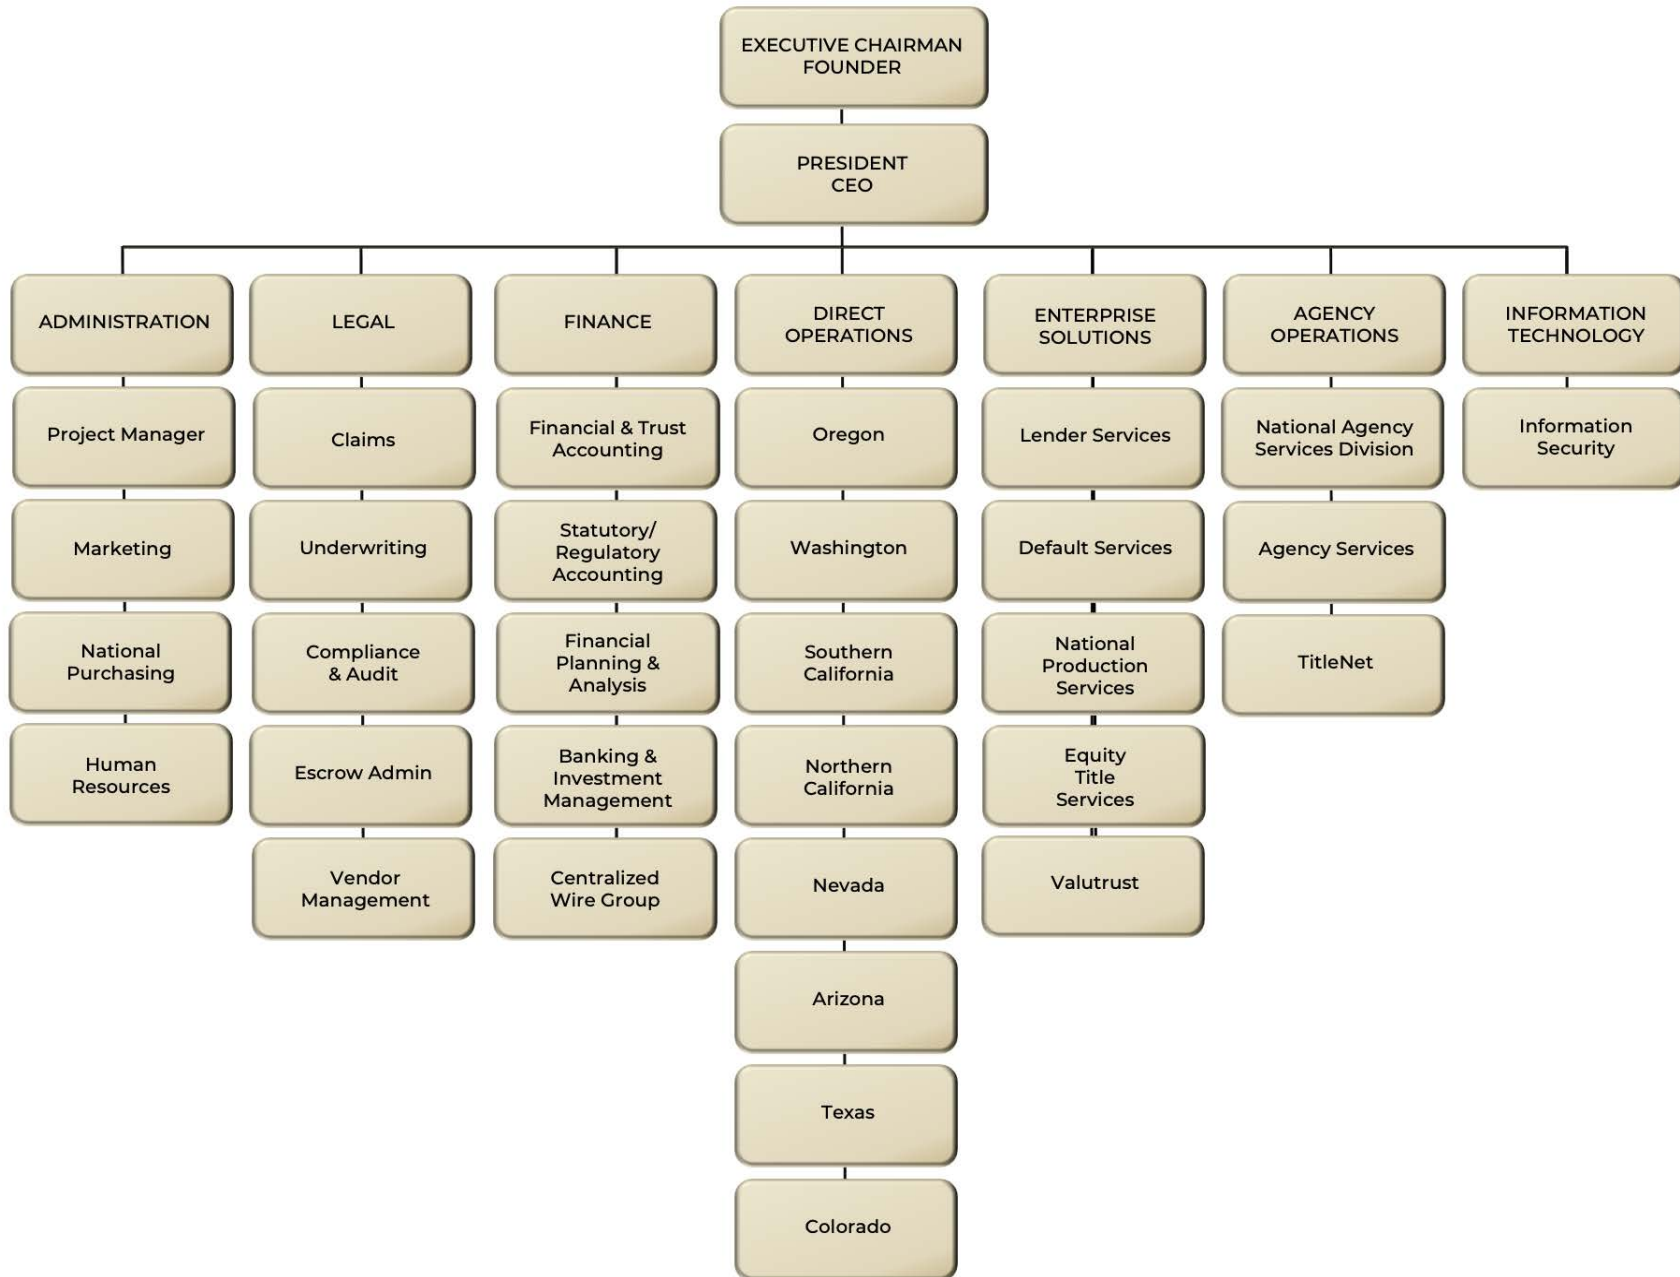 EXECUTIVE CHAIRMAN
FOUNDER
PRESIDENT
CEO
ADMINISTRATION
Project Manager
Marketing
National
Purchasing
Human
Resources
LEGAL
Claims
Underwriting
Compliance
& Audit
Escrow Admin
Vendor
Management
FINANCE
Financial & Trust
Accounting
Statutory/
Regulatory
Accounting
Financial
Planning &
Analysis
Banking &
Investment
Management
Centralized
Wire Group
DIRECT
OPERATIONS
Oregon
Washington
Southern
California
Northern
California
Nevada
Arizona
Texas
Colorado
ENTERPRISE
SOLUTIONS
Lender Services
Default Services
National
Production
Services
Equity
Title
Services
Valutrust
AGENCY
OPERATIONS
National Agency
Services Division
Agency Services
TitleNet
INFORMATION
TECHNOLOGY
Information
Security